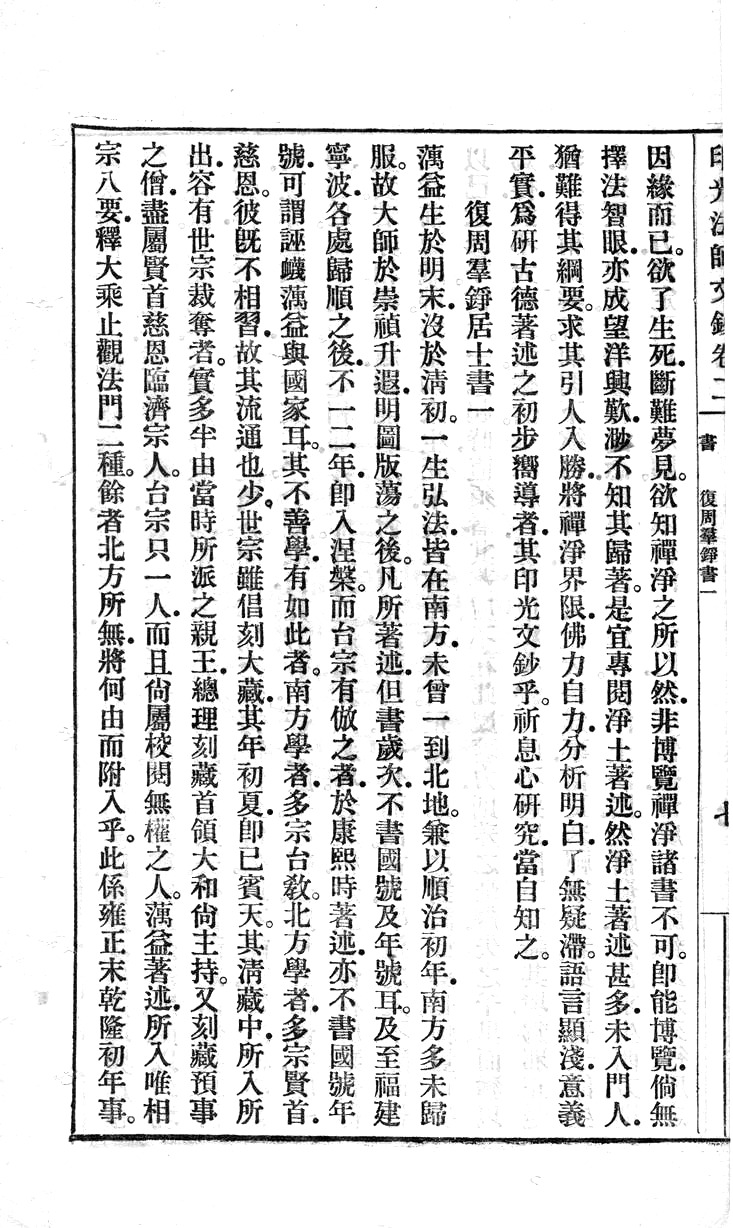 印光法師文鈔卷二 書 復周羣錚書一
因緣而已。欲了生死。斷難夢見。欲知禪淨之所以然。非博覽禪淨諸書不可。卽能博覽。倘無
擇法智眼。亦成望洋興歎。渺不知其歸著。是宜專閱淨土著述。然淨土著述甚多。未入門人。
猶難得其綱要。求其引人入勝。將禪淨界限。佛力自力。分析明白。了無疑滯。語言顯淺。意義
平實。爲研古德著述之初步嚮導者。其印光文鈔乎。祈息心研究。當自知之。
復周羣錚居士書一
蕅益生於明末。沒於淸初。一生弘法。皆在南方。未曾一到北地。兼以順治初年。南方多未歸
服。故大師於崇禎升遐。明圖版蕩之後。凡所著述。但書歲次。不書國號及年號耳。及至福建
寧波。各處歸順之後。不一二年。卽入涅槃。而台宗有倣之者。於康熙時著述。亦不書國號年
號。可謂誣蠛蕅益與國家耳。其不善學。有如此者。南方學者。多宗台敎。北方學者。多宗賢首
慈恩。彼旣不相習。故其流通也少。世宗雖倡刻大藏。其年初夏。卽已賓天。其淸藏中。所入所
出。容有世宗裁奪者。實多半由當時所派之親王。總理刻藏首領大和尙主持。又刻藏預事
之僧。盡屬賢首慈恩臨濟宗人。台宗只一人。而且尙屬校閱無權之人。蕅益著述。所入唯相
宗八要。釋大乘止觀法門二種。餘者北方所無。將何由而附入乎。此係雍正末乾隆初年事。